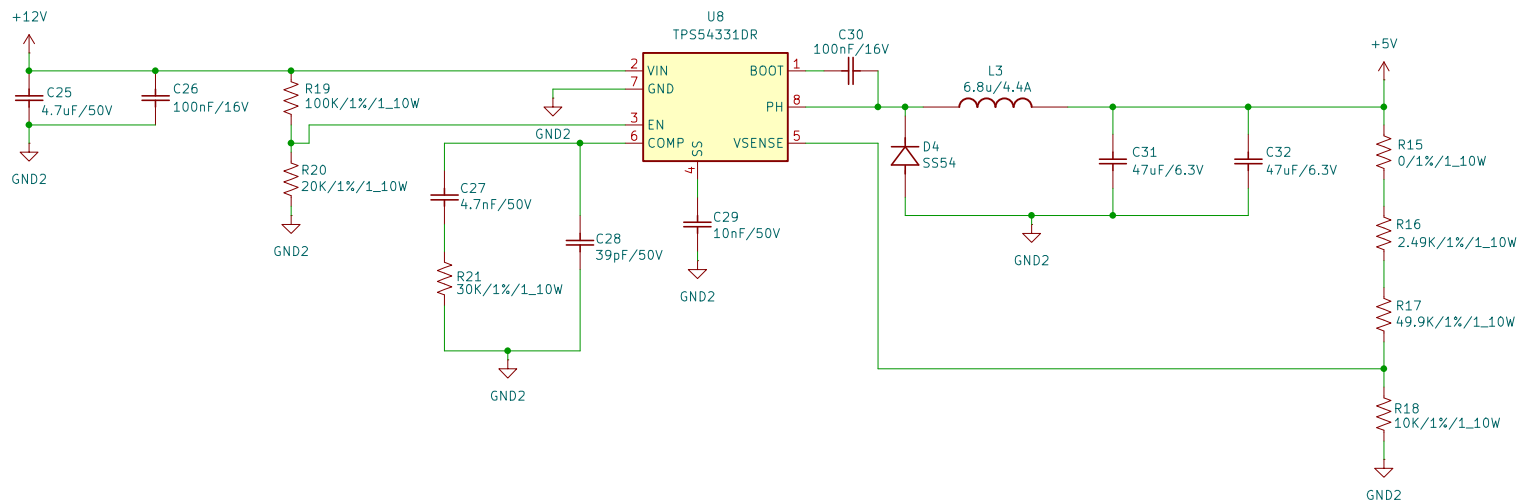 +12V
U8
TPS54331DR
C30
100nF/16V
+5V
2
VIN
BOOT
1
7
GND
L3
6.8u/4.4A
C25
4.7uF/50V
C26
100nF/16V
R19
100K/1%/1_10W
PH
8
3
EN
GND2
6
COMP
VSENSE
5
SS
4
D4
SS54
C31
47uF/6.3V
C32
47uF/6.3V
R15
0/1%/1_10W
GND2
R20
20K/1%/1_10W
C27
4.7nF/50V
C29
10nF/50V
R16
2.49K/1%/1_10W
GND2
C28
39pF/50V
GND2
R21
30K/1%/1_10W
GND2
R17
49.9K/1%/1_10W
GND2
R18
10K/1%/1_10W
GND2